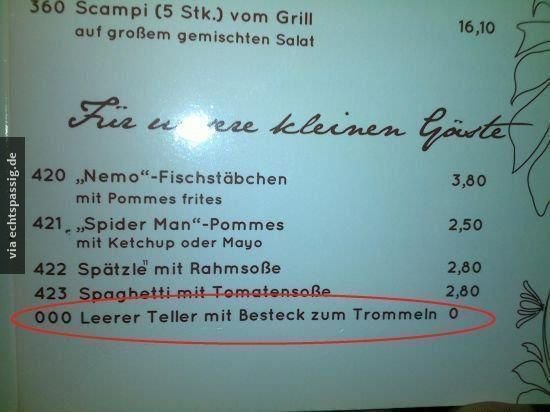 360 Scampi (5 Stk.) vom Grill 16,10
auf großem gemischten Salat
Für unsere kleinen Gäste
420 „Nemo“-Fischstäbchen 3,80
mit Pommes frites
421 „Spider Man“-Pommes 2,50
mit Ketchup oder Mayo
422 Spätzle" mit Rahmsoße 2,80
423 Spaghetti mit Tomatensoße 2,80
000 Leerer Teller mit Besteck zum Trommeln 0
via echtspassig.de